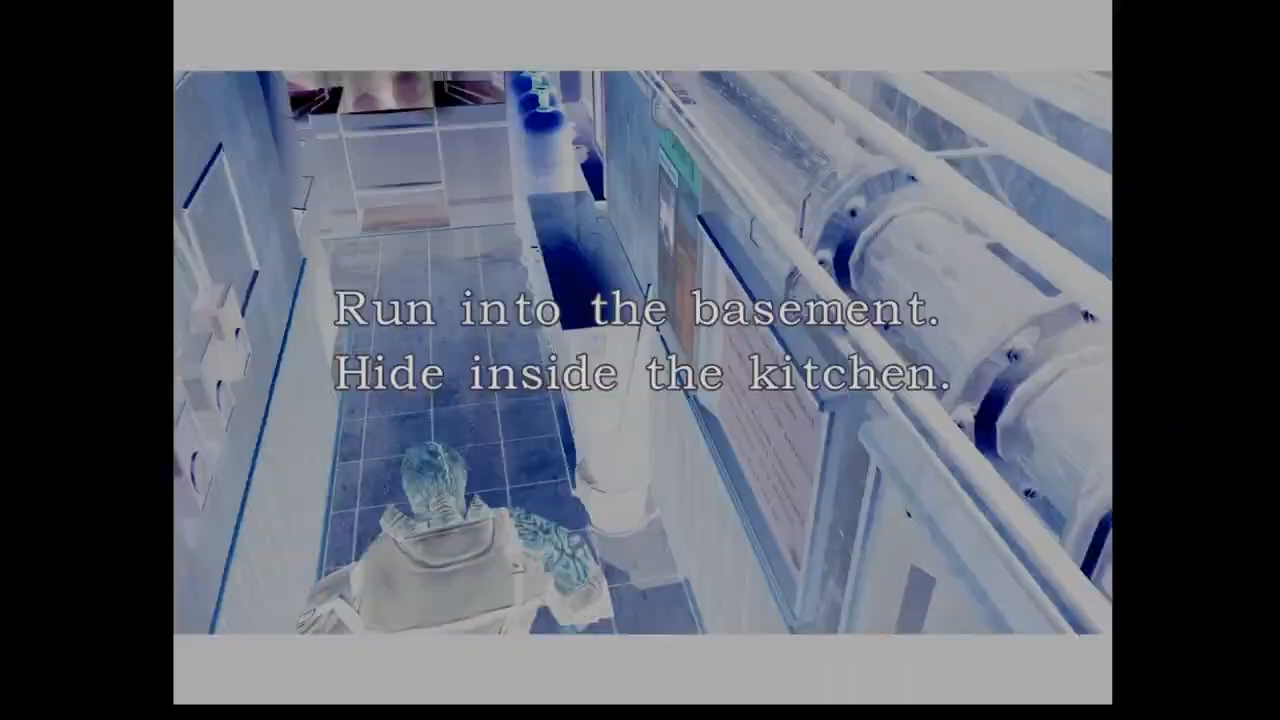 Run into the basement.
Hide inside the kitchen.